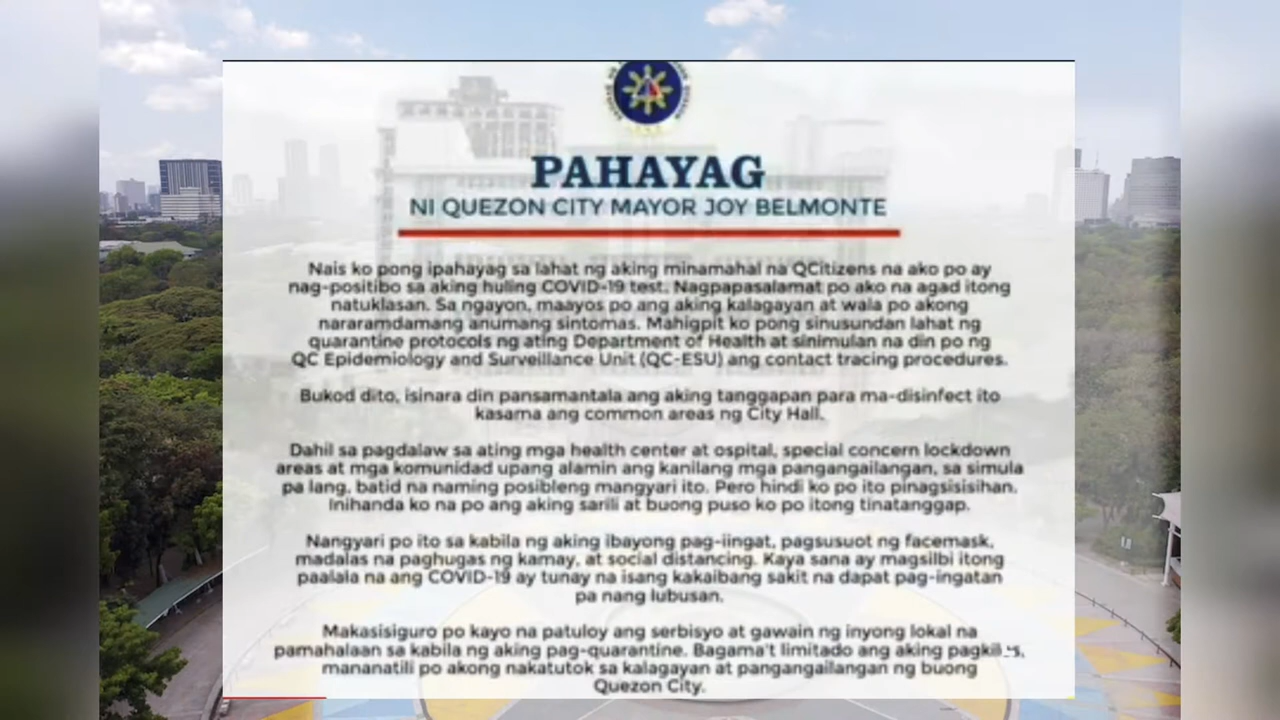 PAHAYAG
NI QUEZON CITY MAYOR JOY BELMONTE
Nais ko pong ipahayag sa lahat ng aking minamahal na QCitizens na ako po ay
nag-positibo sa aking huling COVID-19 test. Nagpapasalamat po ako na agad itong
natuklasan. Sa ngayon, maayos po ang aking kalagayan at wala po akong
nararamdamang anumang sintomas. Mahigpit ko pong sinusundan lahat ng
quarantine protocols ng ating Department of Health at sinimulan na din po ng
QC Epidemiology and Surveillance Unit (QC-ESU) ang contact tracing procedures.
Bukod dito, isinara din pansamantala ang aking tanggapan para ma-disinfect ito
kasama ang common areas ng City Hall.
Dahil sa pagdalaw sa ating mga health center at ospital, special concern lockdown
areas at mga komunidad upang alamin ang kanilang mga pangangailangan, sa simula
pa lang, batid na naming posibleng mangyari ito. Pero hindi ko po ito pinagsisisihan.
Inihanda ko na po ang aking sarili at buong puso ko po itong tinatanggap.
Nangyari po ito sa kabila ng aking ibayong pag-iingat, pagsusuot ng facemask,
madalas na paghugas ng kamay, at social distancing. Kaya sana ay magsilbi itong
paalala na ang COVID-19 ay tunay na isang kakaibang sakit na dapat pag-ingatan
pa nang lubusan.
Makasisiguro po kayo na patuloy ang serbisyo at gawain ng inyong lokal na
pamahalaan sa kabila ng aking pag-quarantine. Bagama't limitado ang aking
mananatili po akong nakatutok sa kalagayan at pangangailangan ng buong
Quezon City.